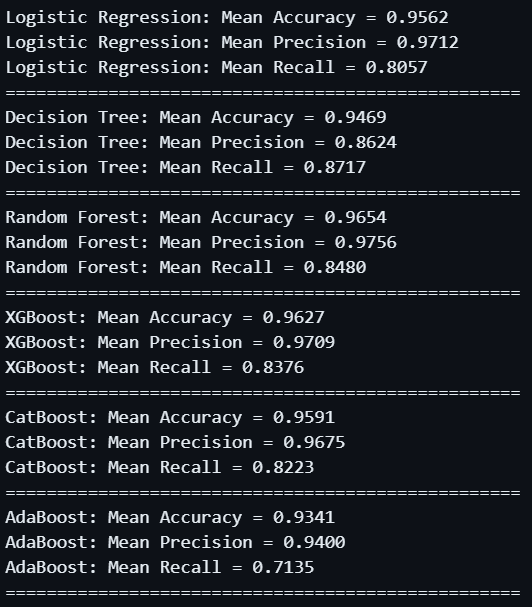 Logistic Regression: Mean Accuracy = 0.9562
Logistic Regression: Mean Precision = 0.9712
Logistic Regression: Mean Recall = 0.8057
==================================================
Decision Tree: Mean Accuracy = 0.9469
Decision Tree: Mean Precision = 0.8624
Decision Tree: Mean Recall = 0.8717
==================================================
Random Forest: Mean Accuracy = 0.9654
Random Forest: Mean Precision = 0.9756
Random Forest: Mean Recall = 0.8480
==================================================
XGBoost: Mean Accuracy = 0.9627
XGBoost: Mean Precision = 0.9709
XGBoost: Mean Recall = 0.8376
==================================================
CatBoost: Mean Accuracy = 0.9591
CatBoost: Mean Precision = 0.9675
CatBoost: Mean Recall = 0.8223
==================================================
AdaBoost: Mean Accuracy = 0.9341
AdaBoost: Mean Precision = 0.9400
AdaBoost: Mean Recall = 0.7135
==================================================